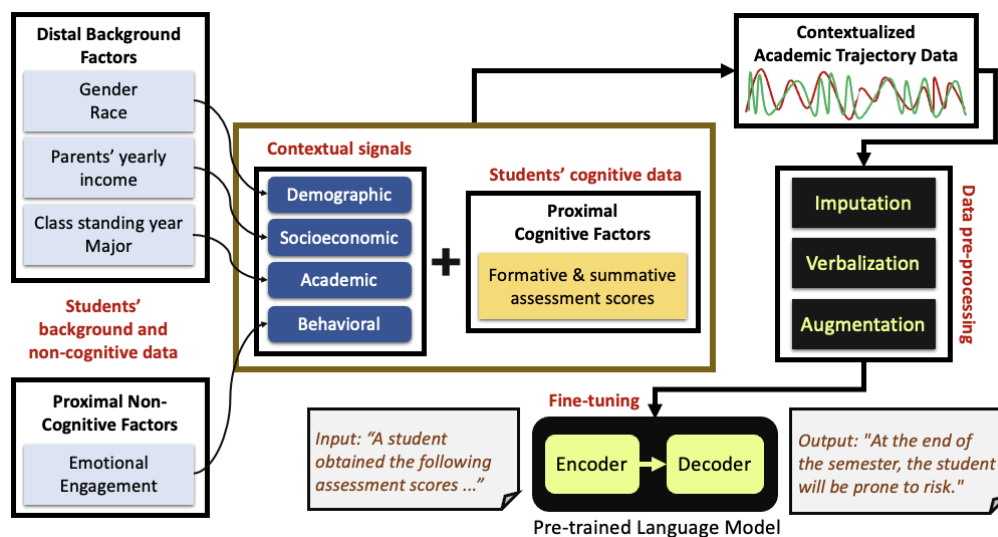 Distal Background
Factors
Gender
Race
Parents' yearly
income
Class standing year
Major
Students'
background and
non-cognitive data
Proximal Non-
Cognitive Factors
Emotional
Engagement
Contextual signals
Demographic
Socioeconomic
Academic
Behavioral
Students' cognitive data
Proximal
Cognitive Factors
Formative & summative
assessment scores
Contextualized
Academic Trajectory Data
Imputation
Verbalization
Augmentation
Data pre-processing
Fine-tuning
Input: “A student
obtained the following
assessment scores ...”
Encoder
Decoder
Pre-trained Language Model
Output: "At the end of
the semester, the student
will be prone to risk."